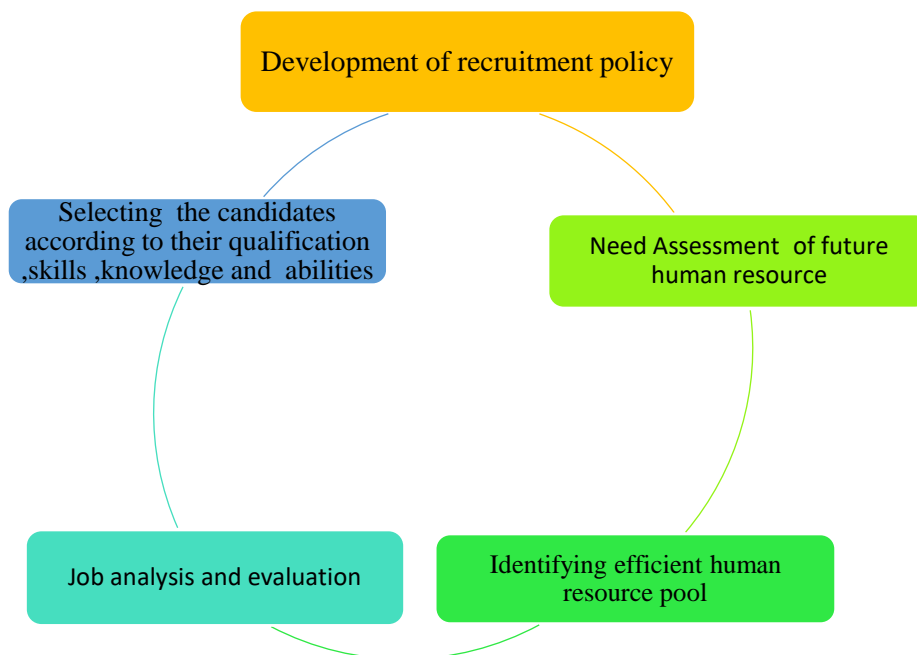 Development of recruitment policy
Selecting the candidates
according to their qualification
,skills ,knowledge and abilities
Need Assessment of future
human resource
Job analysis and evaluation
Identifying efficient human
resource pool